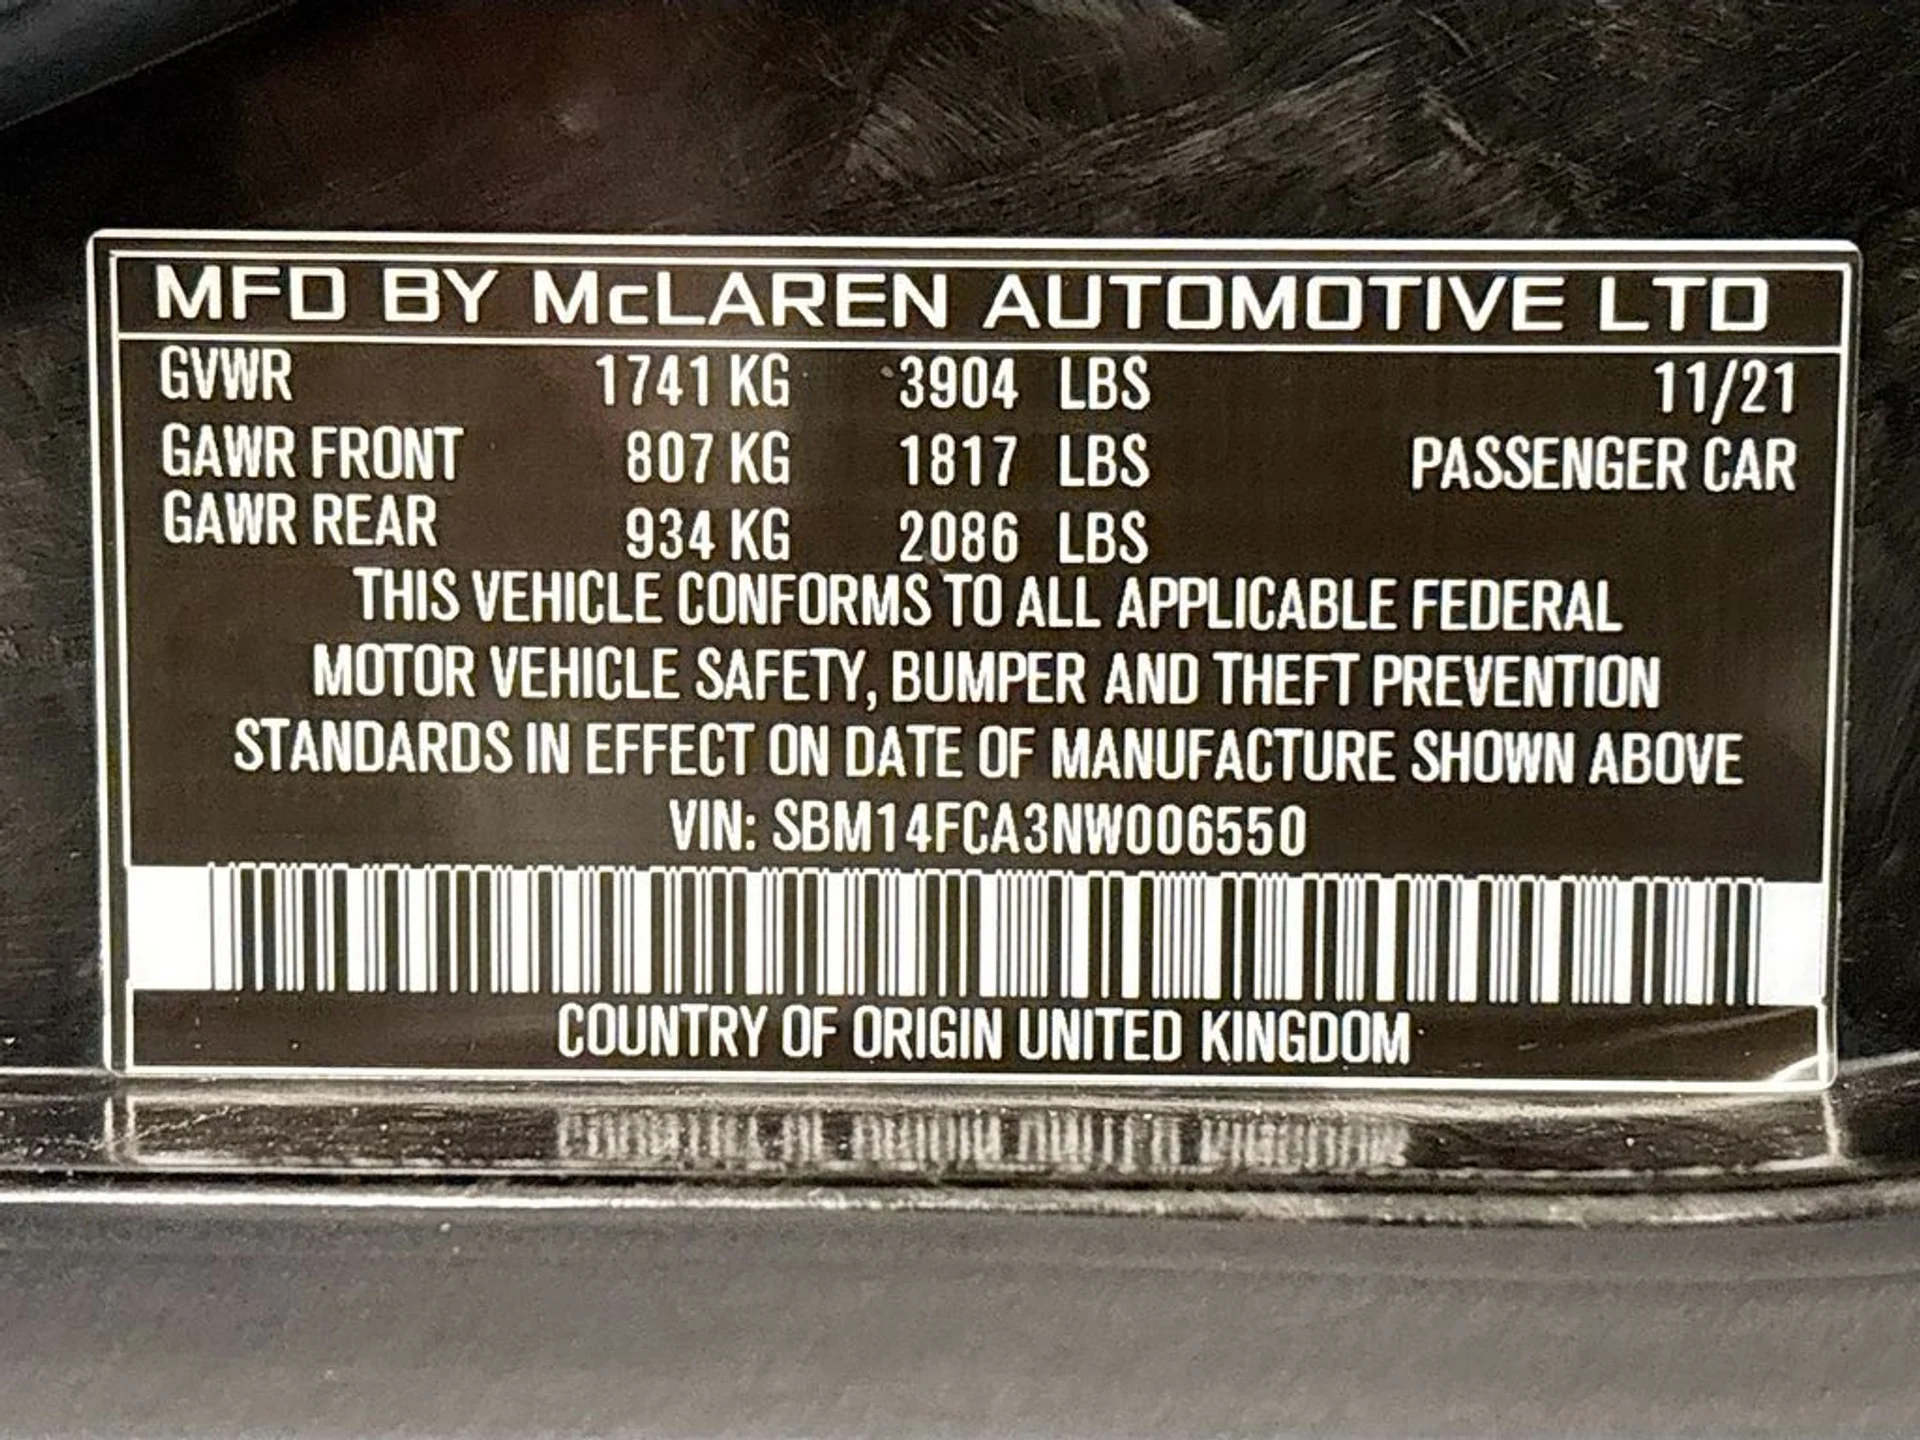 MFD BY McLAREN AUTOMOTIVE LTD
GVWR 1741 KG 3904 LBS 11/21
GAWR FRONT 807 KG 1817 LBS PASSENGER CAR
GAWR REAR 934 KG 2086 LBS
THIS VEHICLE CONFORMS TO ALL APPLICABLE FEDERAL
MOTOR VEHICLE SAFETY, BUMPER AND THEFT PREVENTION
STANDARDS IN EFFECT ON DATE OF MANUFACTURE SHOWN ABOVE
VIN: SBM14FCA3NW006550
COUNTRY OF ORIGIN UNITED KINGDOM